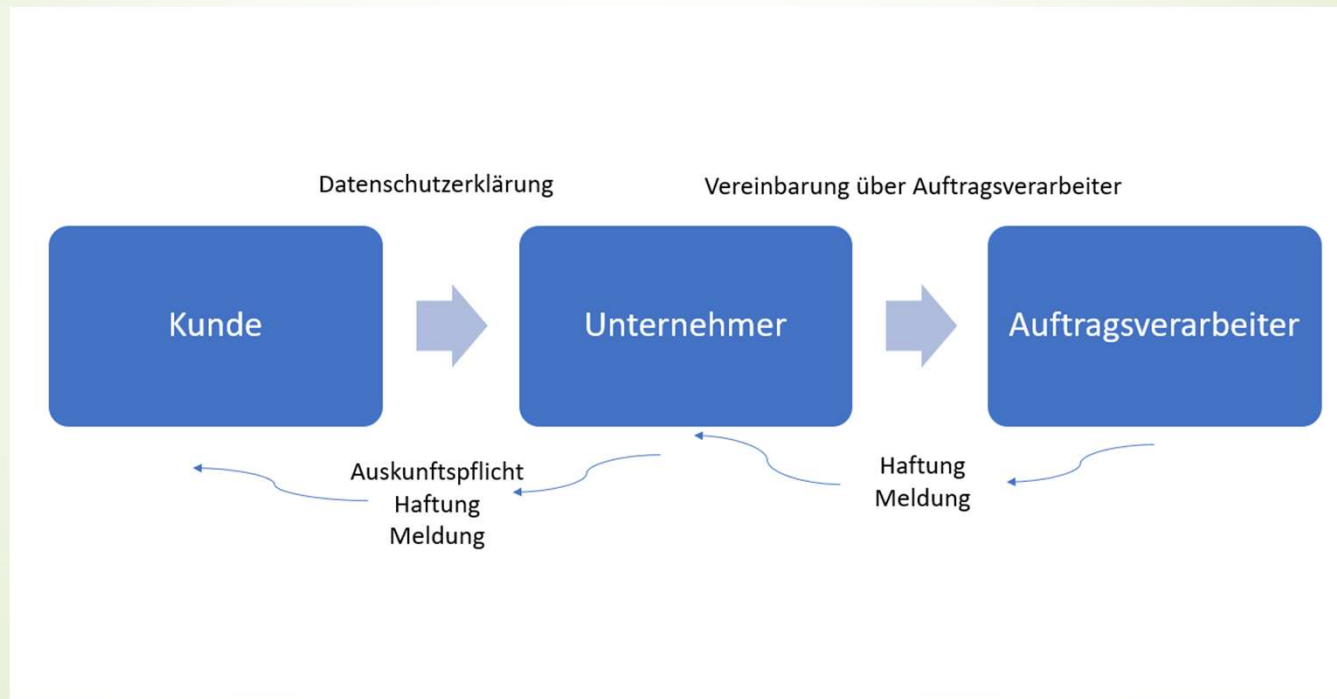 Datenschutzerklärung
Vereinbarung über Auftragsverarbeiter
Kunde
Unternehmer
Auftragsverarbeiter
Auskunftspflicht
Haftung
Meldung
Haftung
Meldung